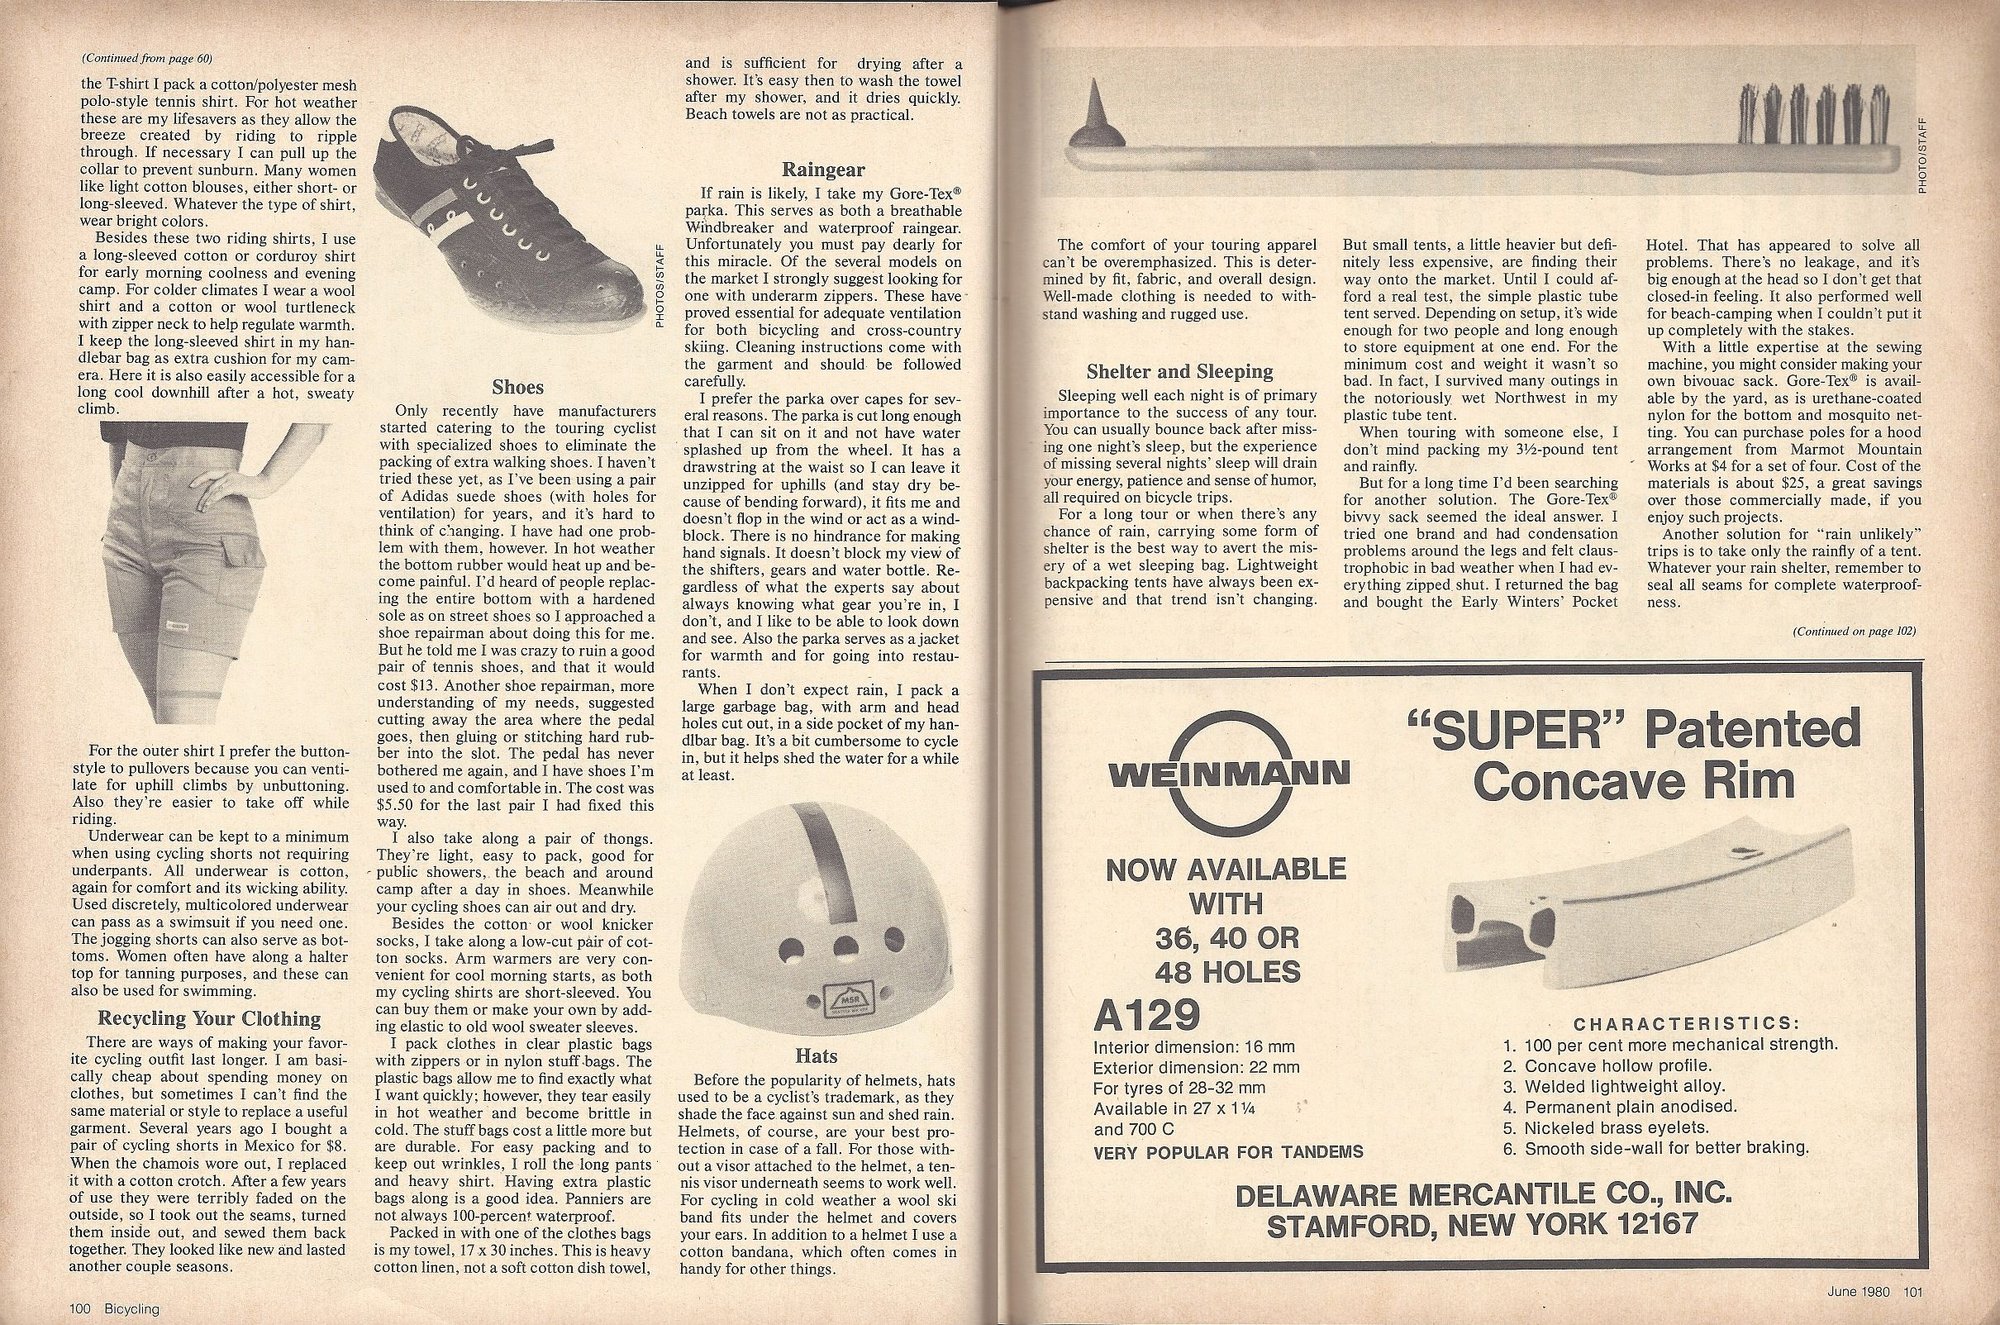 (Continued from page 60)
the T-shirt I pack a cotton/polyester mesh
polo-style tennis shirt. For hot weather
these are my lifesavers as they allow the
breeze created by riding to ripple
through. If necessary I can pull up the
collar to prevent sunburn. Many women
like light cotton blouses, either short- or
long-sleeved. Whatever the type of shirt,
wear bright colors.
Besides these two riding shirts, I use
a long-sleeved cotton or corduroy shirt
for early morning coolness and evening
camp. For colder climates I wear a wool
shirt and a cotton or wool turtleneck
with zipper neck to help regulate warmth.
I keep the long-sleeved shirt in my han-
dlebar bag as extra cushion for my cam-
era. Here it is also easily accessible for a
long cool downhill after a hot, sweaty
climb.
For the outer shirt I prefer the button-
style to pullovers because you can venti-
late for uphill climbs by unbuttoning.
Also they're easier to take off while
riding.
Underwear can be kept to a minimum
when using cycling shorts not requiring
underpants. All underwear is cotton,
again for comfort and its wicking ability.
Used discretely, multicolored underwear
can pass as a swimsuit if you need one.
The jogging shorts can also serve as bot-
toms. Women often have along a halter
top for tanning purposes, and these can
also be used for swimming.
Recycling Your Clothing
There are ways of making your favor-
ite cycling outfit last longer. I am basi-
cally cheap about spending money on
clothes, but sometimes I can't find the
same material or style to replace a useful
garment. Several years ago I bought a
pair of cycling shorts in Mexico for $8.
When the chamois wore out, I replaced
it with a cotton crotch. After a few years
of use they were terribly faded on the
outside, so I took out the seams, turned
them inside out, and sewed them back
together. They looked like new and lasted
another couple seasons.
100 Bicycling
PHOTOS/STAFF
Shoes
Only recently have manufacturers
started catering to the touring cyclist
with specialized shoes to eliminate the
packing of extra walking shoes. I haven't
tried these yet, as I've been using a pair
of Adidas suede shoes (with holes for
ventilation) for years, and it's hard to
think of changing. I have had one prob-
lem with them, however. In hot weather
the bottom rubber would heat up and be-
come painful. I'd heard of people replac-
ing the entire bottom with a hardened
sole as on street shoes so I approached a
shoe repairman about doing this for me.
But he told me I was crazy to ruin a good
pair of tennis shoes, and that it would
cost $13. Another shoe repairman, more
understanding of my needs, suggested
cutting away the area where the pedal
goes, then gluing or stitching hard rub-
ber into the slot. The pedal has never
bothered me again, and I have shoes I'm
used to and comfortable in. The cost was
$5.50 for the last pair I had fixed this
way.
I also take along a pair of thongs.
They're light, easy to pack, good for
public showers, the beach and around
camp after a day in shoes. Meanwhile
your cycling shoes can air out and dry.
Besides the cotton or wool knicker
socks, I take along a low-cut pair of cot-
ton socks. Arm warmers are very con-
venient for cool morning starts, as both
my cycling shirts are short-sleeved. You
can buy them or make your own by add-
ing elastic to old wool sweater sleeves.
I pack clothes in clear plastic bags
with zippers or in nylon stuff bags. The
plastic bags allow me to find exactly what
I want quickly; however, they tear easily
in hot weather and become brittle in
cold. The stuff bags cost a little more but
are durable. For easy packing and to
keep out wrinkles, I roll the long pants
and heavy shirt. Having extra plastic
bags along is a good idea. Panniers are
not always 100-percent waterproof.
Packed in with one of the clothes bags
is my towel, 17 x 30 inches. This is heavy
cotton linen, not a soft cotton dish towel,
and is sufficient for drying after a
shower. It's easy then to wash the towel
after my shower, and it dries quickly.
Beach towels are not as practical.
Raingear
If rain is likely, I take my Gore-Tex®
parka. This serves as both a breathable
Windbreaker and waterproof raingear.
Unfortunately you must pay dearly for
this miracle. Of the several models on
the market I strongly suggest looking for
one with underarm zippers. These have
proved essential for adequate ventilation
for both bicycling and cross-country
skiing. Cleaning instructions come with
the garment and should be followed
carefully.
I prefer the parka over capes for sev-
eral reasons. The parka is cut long enough
that I can sit on it and not have water
splashed up from the wheel. It has a
drawstring at the waist so I can leave it
unzipped for uphills (and stay dry be-
cause of bending forward), it fits me and
doesn't flop in the wind or act as a wind-
block. There is no hindrance for making
hand signals. It doesn't block my view of
the shifters, gears and water bottle. Re-
gardless of what the experts say about
always knowing what gear you're in, I
don't, and I like to be able to look down
and see. Also the parka serves as a jacket
for warmth and for going into restau-
rants.
When I don't expect rain, I pack a
large garbage bag, with arm and head
holes cut out, in a side pocket of my han-
dlbar bag. It's a bit cumbersome to cycle
in, but it helps shed the water for a while
at least.
MSR
Hats
Before the popularity of helmets, hats
used to be a cyclist's trademark, as they
shade the face against sun and shed rain.
Helmets, of course, are your best pro-
tection in case of a fall. For those with-
out a visor attached to the helmet, a ten-
nis visor underneath seems to work well.
For cycling in cold weather a wool ski
band fits under the helmet and covers
your ears. In addition to a helmet I use a
cotton bandana, which often comes in
handy for other things.
PHOTO/STAFF
The comfort of your touring apparel
can't be overemphasized. This is deter-
mined by fit, fabric, and overall design.
Well-made clothing is needed to with-
stand washing and rugged use.
Shelter and Sleeping
Sleeping well each night is of primary
importance to the success of any tour.
You can usually bounce back after miss-
ing one night's sleep, but the experience
of missing several nights' sleep will drain
your energy, patience and sense of humor,
all required on bicycle trips.
For a long tour or when there's any
chance of rain, carrying some form of
shelter is the best way to avert the mis-
ery of a wet sleeping bag. Lightweight
backpacking tents have always been ex-
pensive and that trend isn't changing.
But small tents, a little heavier but defi-
nitely less expensive, are finding their
way onto the market. Until I could af-
ford a real test, the simple plastic tube
tent served. Depending on setup, it's wide
enough for two people and long enough
to store equipment at one end. For the
minimum cost and weight it wasn't so
bad. In fact, I survived many outings in
the notoriously wet Northwest in my
plastic tube tent.
When touring with someone else, I
don't mind packing my 3½-pound tent
and rainfly.
But for a long time I'd been searching
for another solution. The Gore-Tex®
bivvy sack seemed the ideal answer. I
tried one brand and had condensation
problems around the legs and felt claus-
trophobic in bad weather when I had ev-
erything zipped shut. I returned the bag
and bought the Early Winters' Pocket
Hotel. That has appeared to solve all
problems. There's no leakage, and it's
big enough at the head so I don't get that
closed-in feeling. It also performed well
for beach-camping when I couldn't put it
up completely with the stakes.
With a little expertise at the sewing
machine, you might consider making your
own bivouac sack. Gore-Tex® is avail-
able by the yard, as is urethane-coated
nylon for the bottom and mosquito net-
ting. You can purchase poles for a hood
arrangement from Marmot Mountain
Works at $4 for a set of four. Cost of the
materials is about $25, a great savings
over those commercially made, if you
enjoy such projects.
Another solution for "rain unlikely"
trips is to take only the rainfly of a tent.
Whatever your rain shelter, remember to
seal all seams for complete waterproof-
ness.
(Continued on page 102)
WEINMANN
"SUPER" Patented
Concave Rim
NOW AVAILABLE
WITH
36, 40 OR
48 HOLES
A129
Interior dimension: 16 mm
Exterior dimension: 22 mm
For tyres of 28-32 mm
Available in 27 x 1¼
and 700 C
VERY POPULAR FOR TANDEMS
CHARACTERISTICS:
1. 100 per cent more mechanical strength.
2. Concave hollow profile.
3. Welded lightweight alloy.
4. Permanent plain anodised.
5. Nickeled brass eyelets.
6. Smooth side-wall for better braking.
DELAWARE MERCANTILE CO., INC.
STAMFORD, NEW YORK 12167
June 1980 101